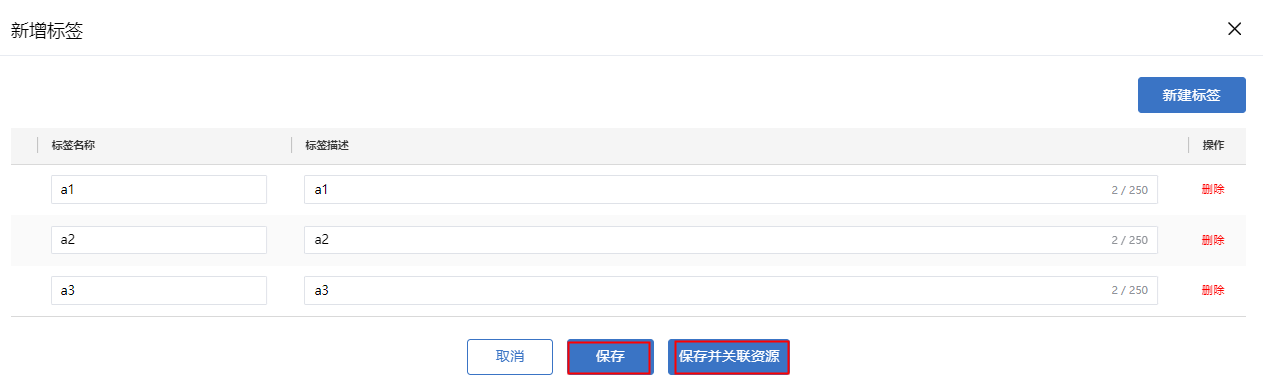 新增标签
新建标签
标签名称 标签描述 操作
a1 a1 2 / 250 删除
a2 a2 2 / 250 删除
a3 a3 2 / 250 删除
取消 保存 保存并关联资源